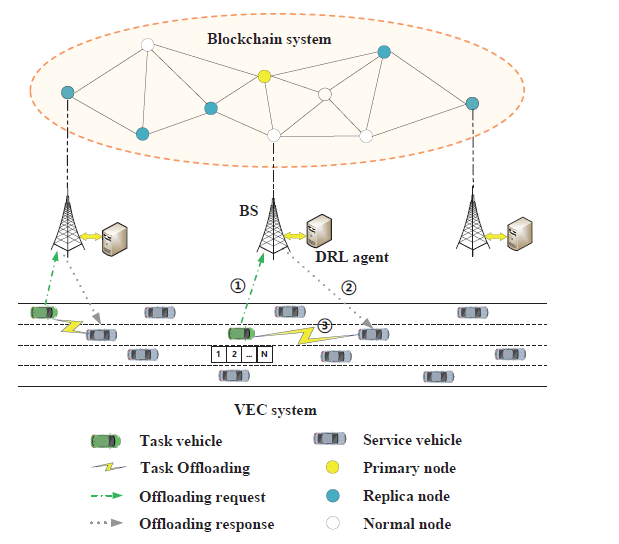 Blockchain system
BS
DRL agent
①
②
③
1 2 ... N
VEC system
Task vehicle
Service vehicle
Task Offloading
Primary node
Offloading request
Replica node
Offloading response
Normal node